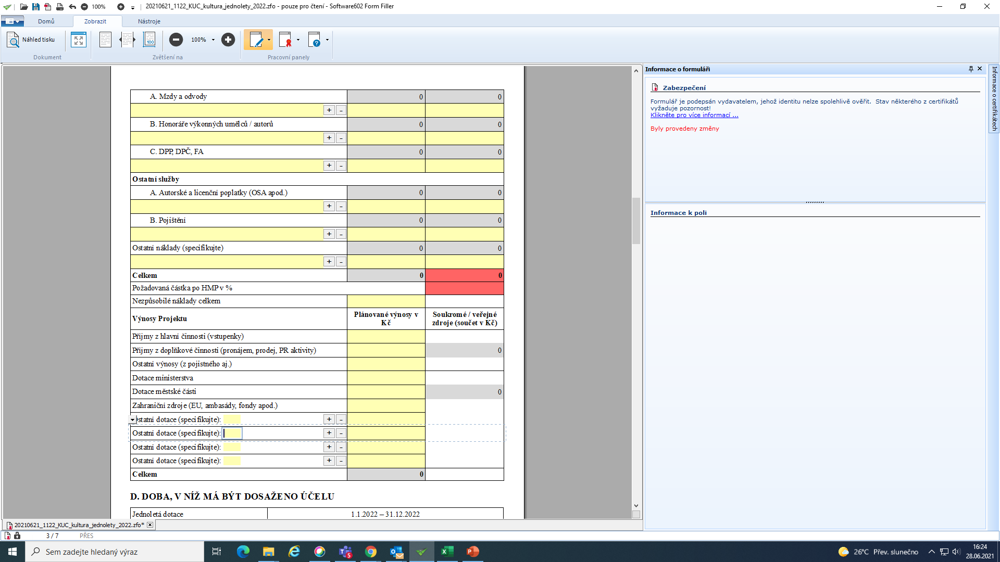 100%
20210621_1122_KUC_kultura_jednolety_2022.zfo - pouze pro čtení - Software602 Form Filler
Domů
Zobrazit
Nástroje
Náhled tisku
100
100%
Dokument
Zvětšení na
Pracovní panely
A. Mzdy a odvody 0 0
+ -
B. Honoráře výkonných umělců / autorů 0 0
+ -
C. DPP, DPČ, FA 0 0
+ -
Ostatní služby
A. Autorské a licenční poplatky (OSA apod.) 0 0
+ -
B. Pojištění 0 0
+ -
Ostatní náklady (specifikujte) 0 0
+ -
Celkem 0 0
Požadovaná částka po HMP v %
Nezpůsobilé náklady celkem
Výnosy Projektu
Plánované výnosy v
Kč
Soukromé / veřejné
zdroje (součet v Kč)
Příjmy z hlavní činnosti (vstupenky)
Příjmy z doplňkové činnosti (pronájem, prodej, PR aktivity) 0
Ostatní výnosy (z pojistného aj.)
Dotace ministerstva
Dotace městské části 0
Zahraniční zdroje (EU, ambasády, fondy apod.)
Ostatní dotace (specifikujte): + -
Ostatní dotace (specifikujte): + -
Ostatní dotace (specifikujte): + -
Ostatní dotace (specifikujte): + -
Celkem 0
D. DOBA, V NÍŽ MÁ BÝT DOSAŽENO ÚČELU
Jednoletá dotace 1.1.2022 – 31.12.2022
Informace o formuláři
Zabezpečení
Formulář je podepsán vydavatelem, jehož identitu nelze spolehlivě ověřit. Stav některého z certifikátů
vyžaduje pozornost!
Klikněte pro více informací ...
Byly provedeny změny
Informace k poli
Informace o certifikátech
20210621_1122_KUC_kultura_jednolety_2022.zfo*
3 / 7
PŘES
Sem zadejte hledaný výraz
5
26°C Přev. slunečno
16:24
28.06.2021